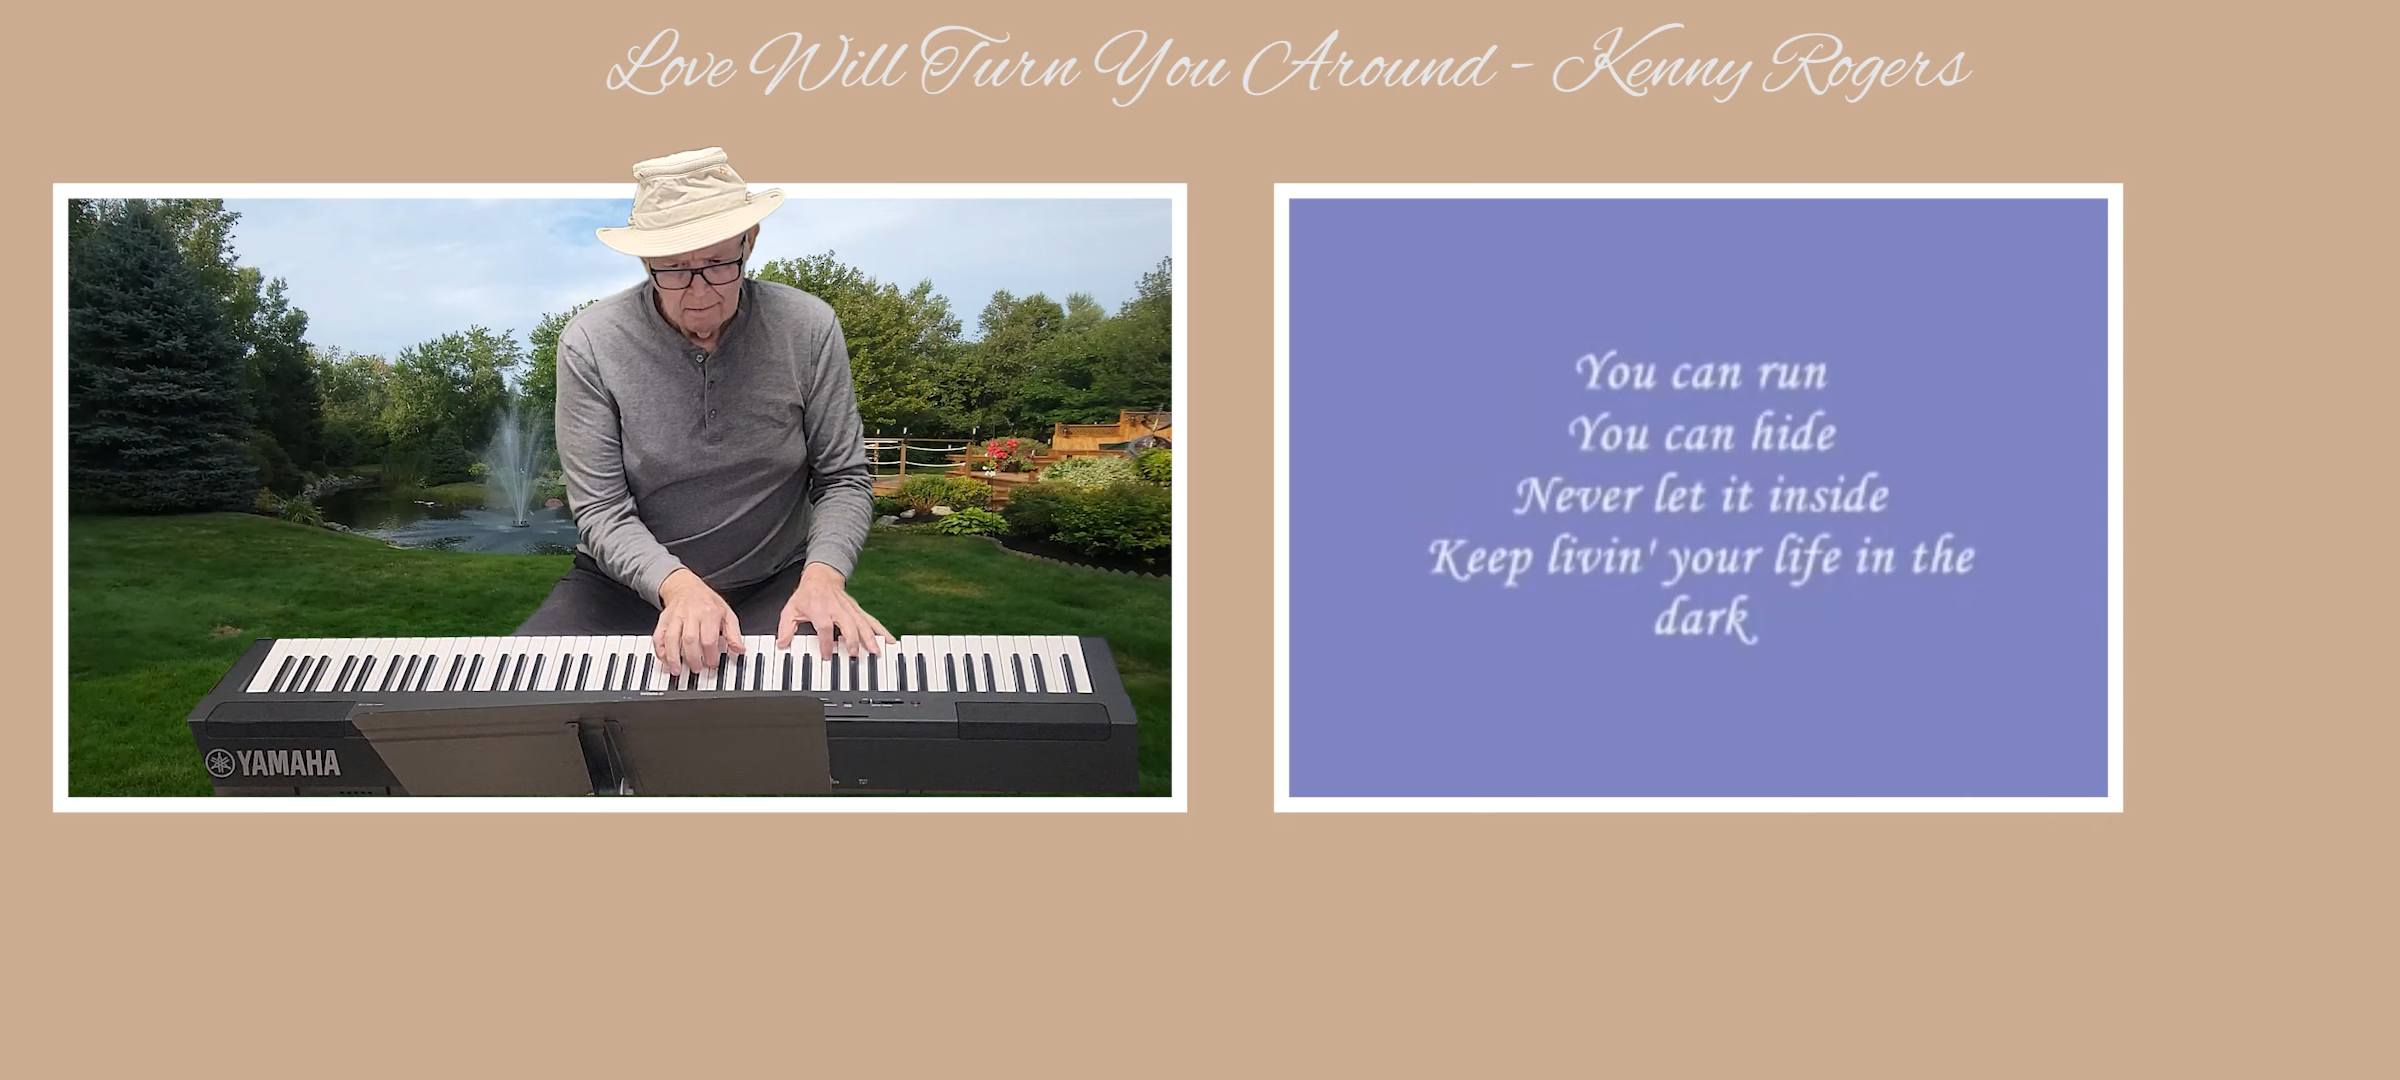 Love Will Turn You Around - Kenny Rogers
You can run
You can hide
Never let it inside
Keep livin' your life in the
dark
YAMAHA